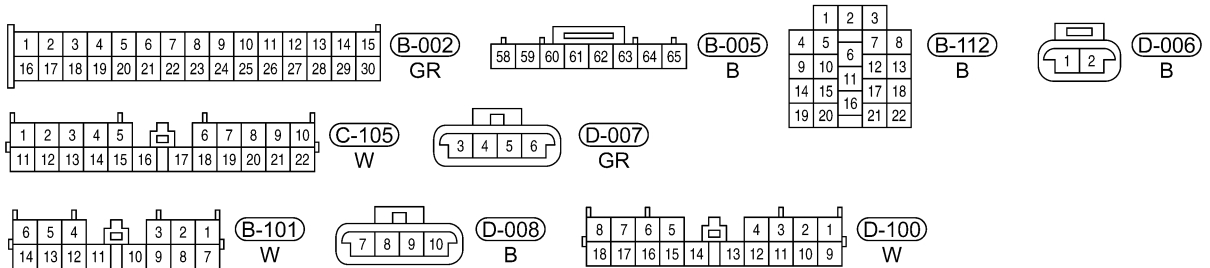 1 2 3 4 5 6 7 8 9 10 11 12 13 14 15
16 17 18 19 20 21 22 23 24 25 26 27 28 29 30
B-002
GR
58 59 60 61 62 63 64 65
B-005
B
1 2 3
4 5 6 7 8
9 10 11 12 13
14 15 16 17 18
19 20 21 22
B-112
B
1 2
D-006
B
1 2 3 4 5 6 7 8 9 10
11 12 13 14 15 16 17 18 19 20 21 22
C-105
W
3 4 5 6
D-007
GR
6 5 4 3 2 1
14 13 12 11 10 9 8 7
B-101
W
7 8 9 10
D-008
B
8 7 6 5 4 3 2 1
18 17 16 15 14 13 12 11 10 9
D-100
W